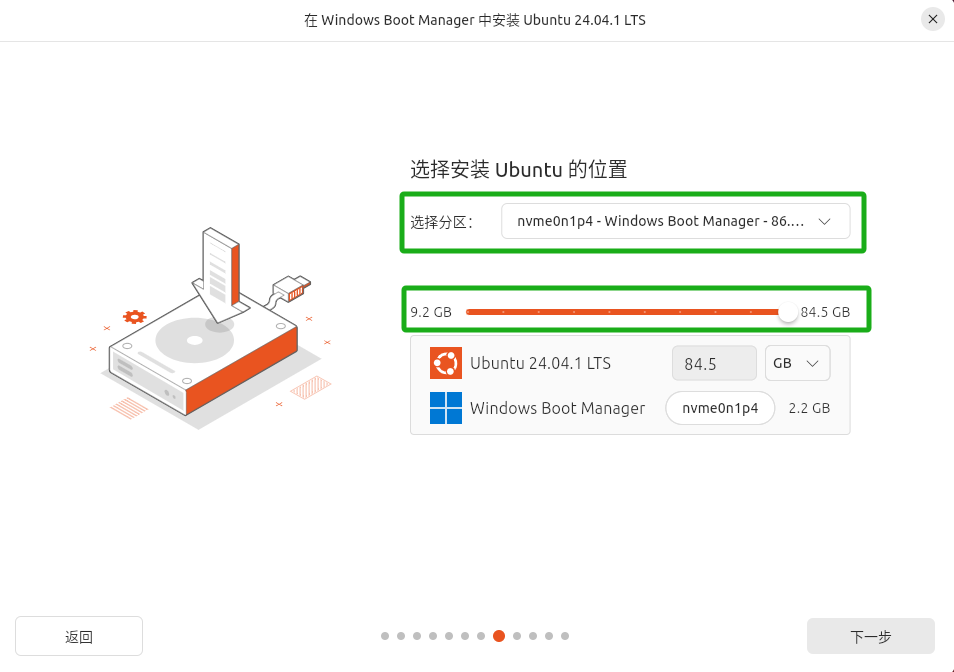 在 Windows Boot Manager 中安装 Ubuntu 24.04.1 LTS
选择安装 Ubuntu 的位置
选择分区： nvme0n1p4 - Windows Boot Manager - 86....
9.2 GB 84.5 GB
Ubuntu 24.04.1 LTS 84.5 GB
Windows Boot Manager nvme0n1p4 2.2 GB
返回 下一步